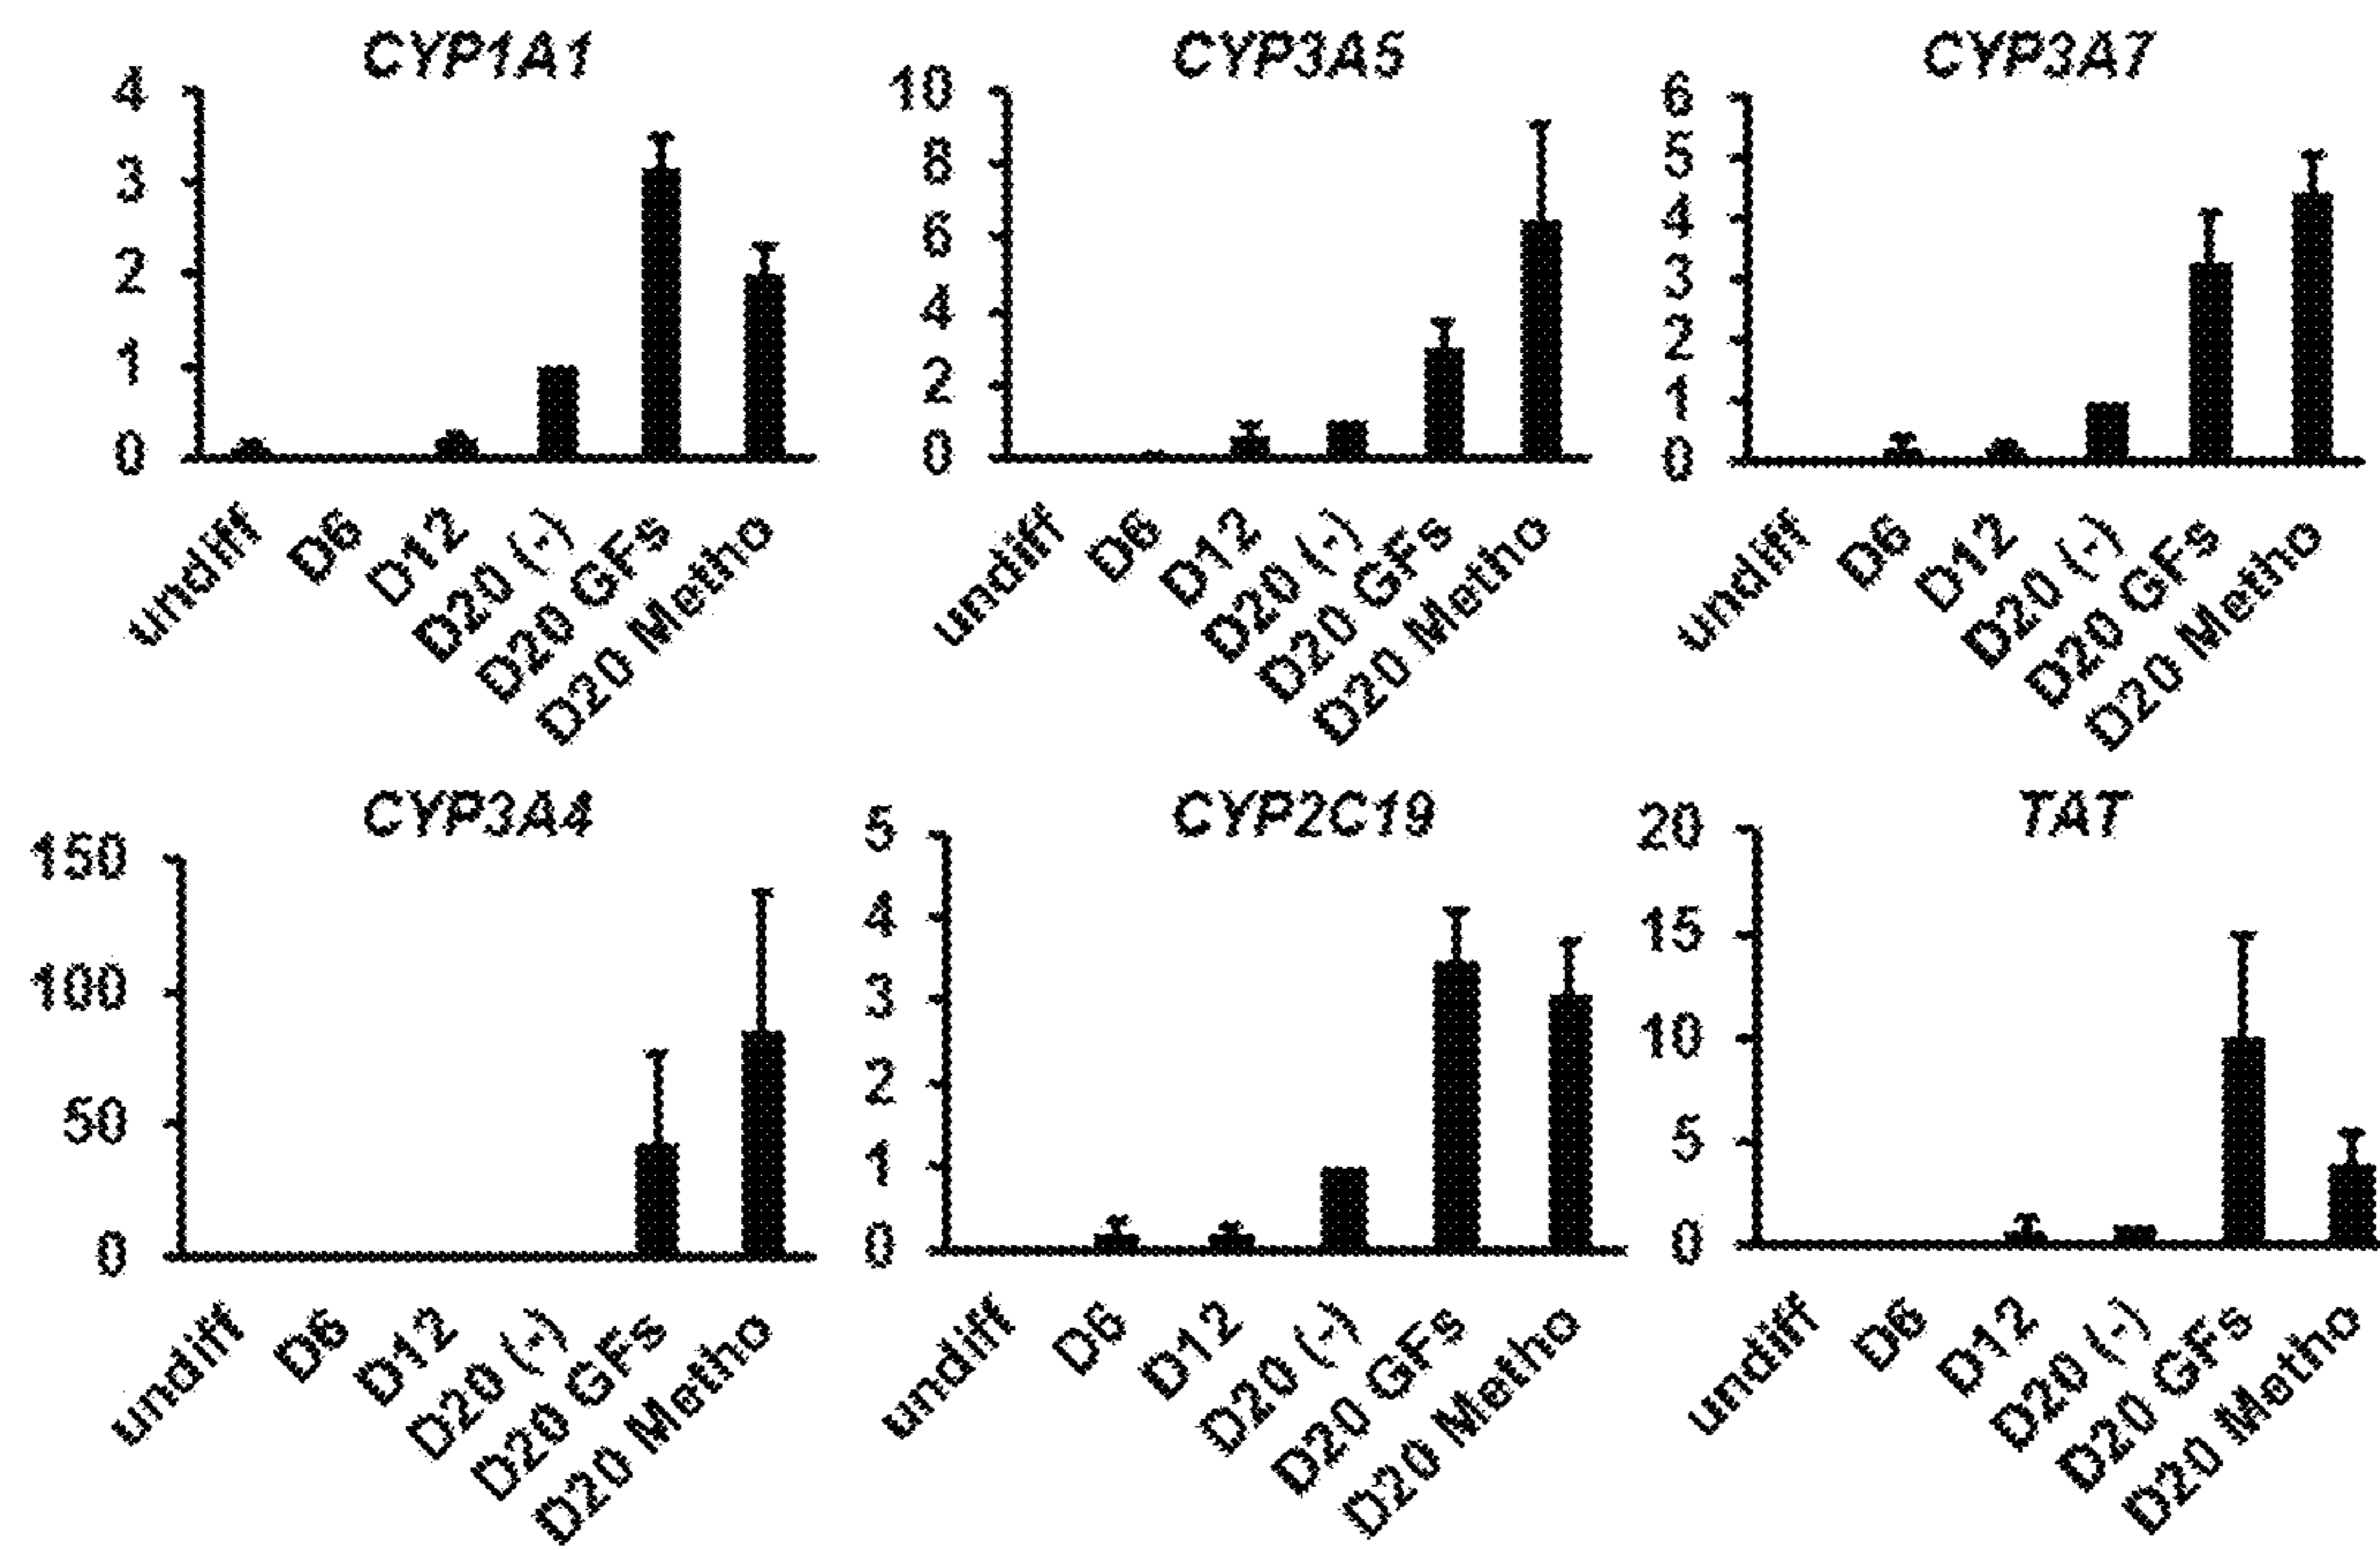 CYP1A1
4
3
2
1
0
undiff
D6
D12
D20 (-)
D20 GFs
D20 Metho
CYP3A5
10
8
6
4
2
0
undiff
D6
D12
D20 (-)
D20 GFs
D20 Metho
CYP3A7
6
5
4
3
2
1
0
undiff
D6
D12
D20 (-)
D20 GFs
D20 Metho
CYP3A4
150
100
50
0
undiff
D6
D12
D20 (-)
D20 GFs
D20 Metho
CYP2C19
5
4
3
2
1
0
undiff
D6
D12
D20 (-)
D20 GFs
D20 Metho
TAT
20
15
10
5
0
undiff
D6
D12
D20 (-)
D20 GFs
D20 Metho